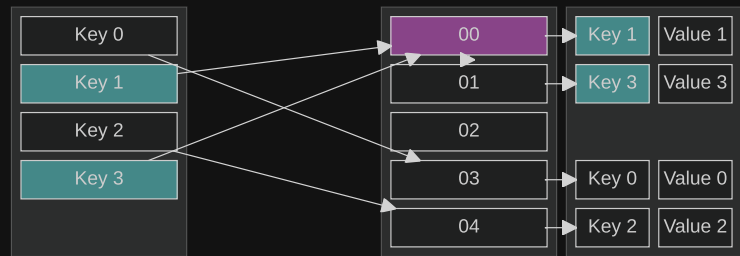 Key 0
Key 1
Key 2
Key 3
00
01
02
03
04
Key 1 Value 1
Key 3 Value 3
Key 0 Value 0
Key 2 Value 2